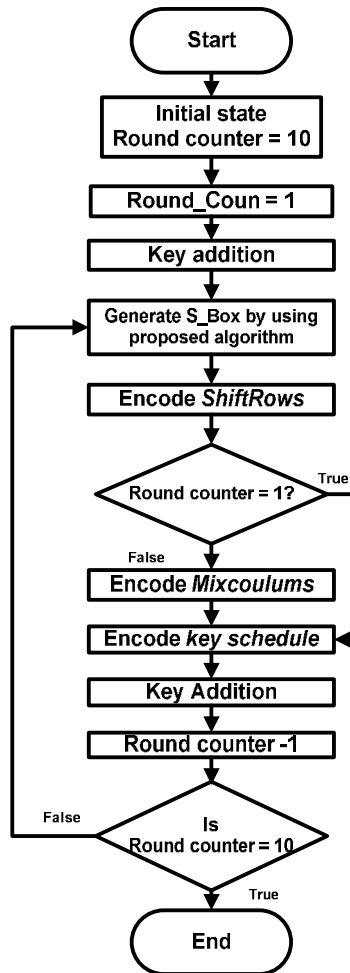 Start
Initial state
Round counter = 10
Round_Coun = 1
Key addition
Generate S_Box by using
proposed algorithm
Encode ShiftRows
Round counter = 1?
True
False
Encode Mixcoulums
Encode key schedule
Key Addition
Round counter -1
Is
Round counter = 10
False
True
End